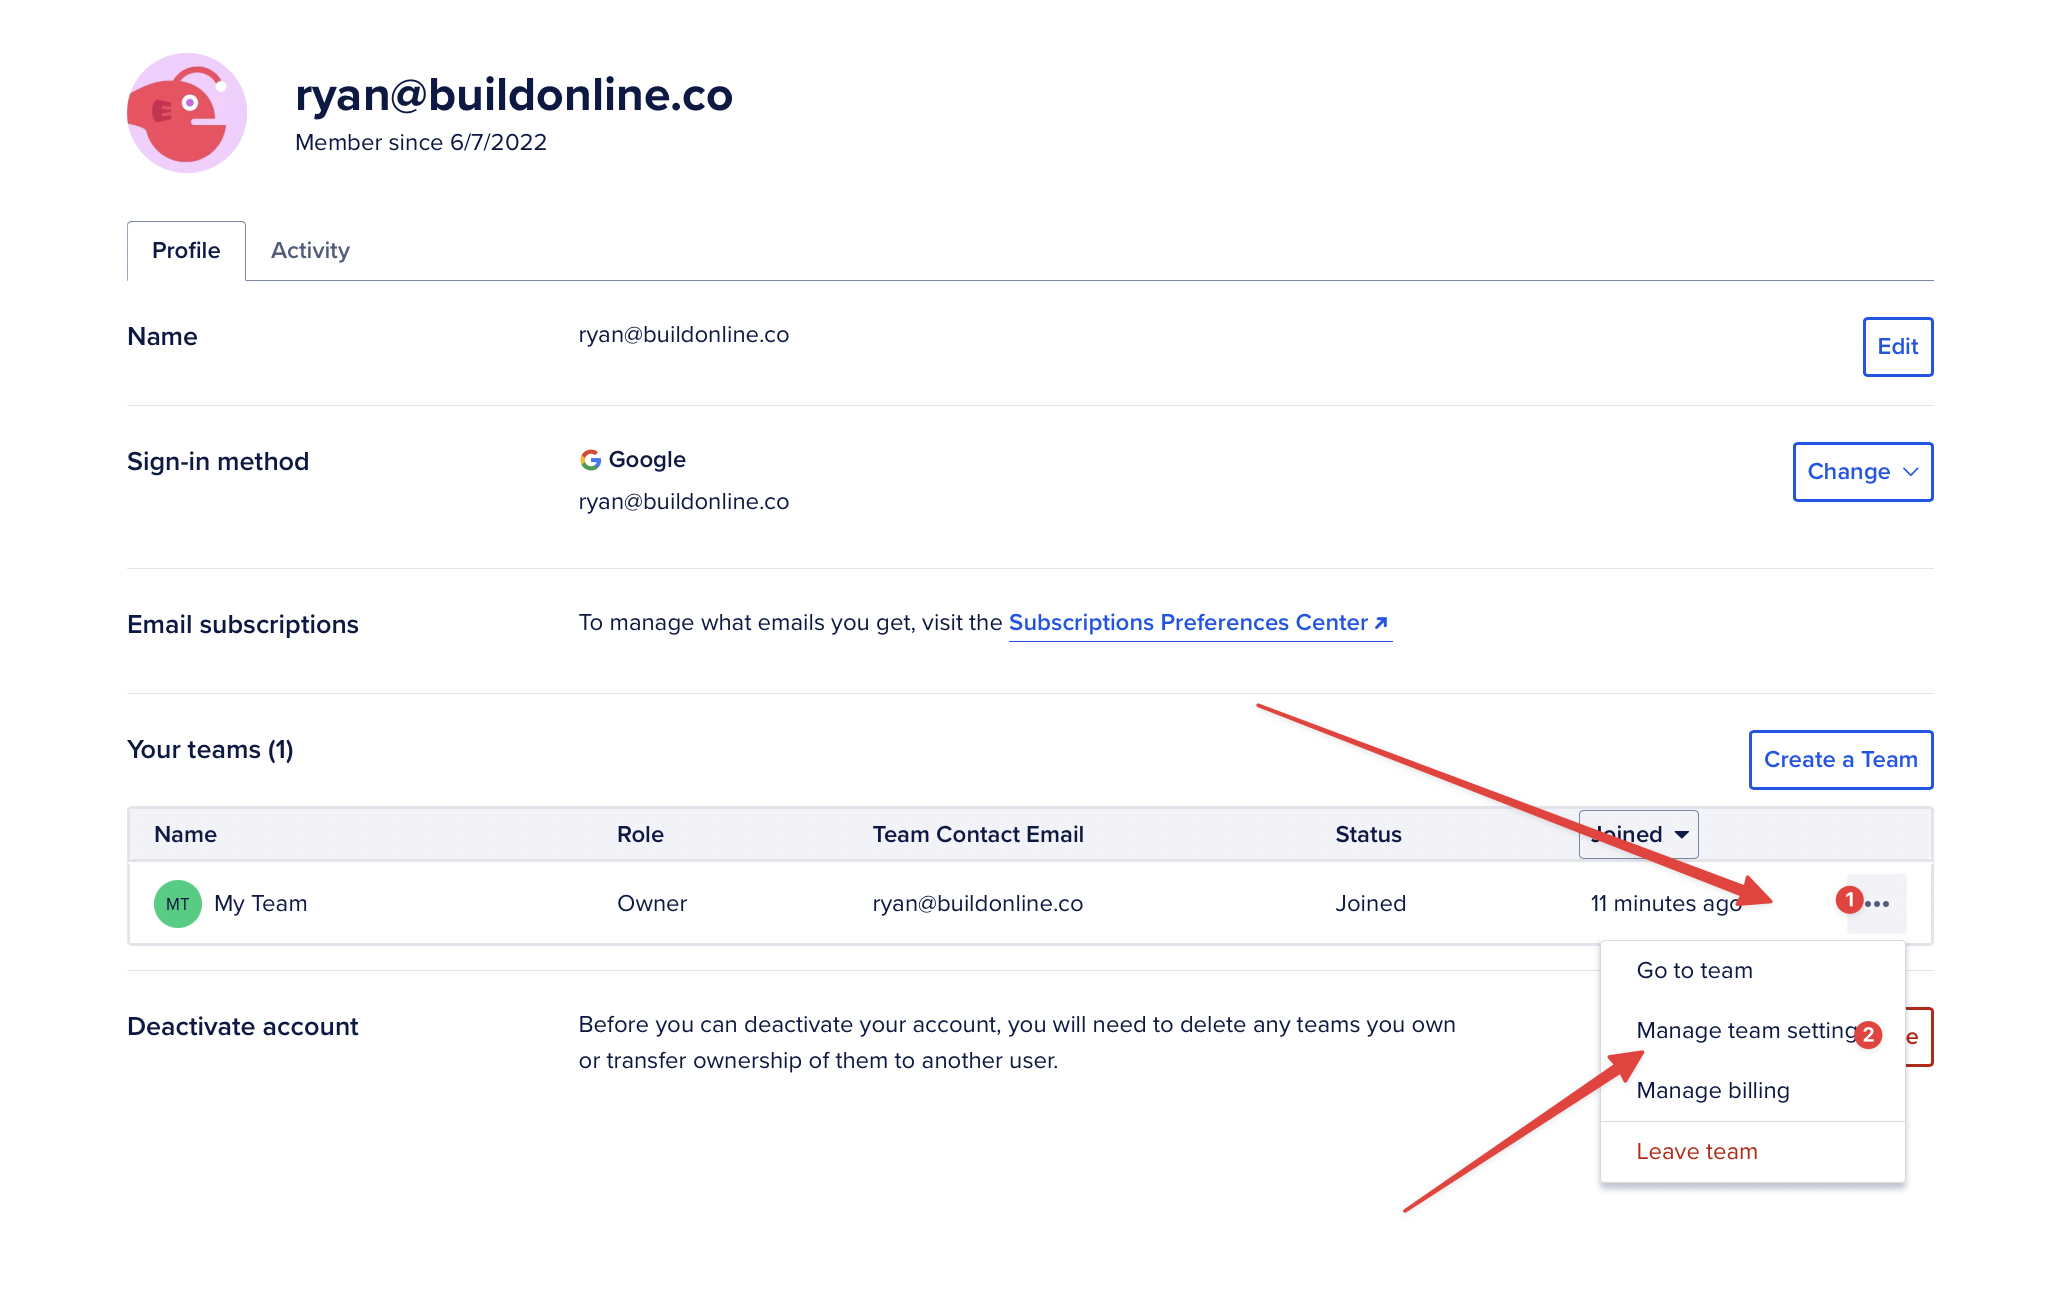 ryan@buildonline.co
Member since 6/7/2022
Profile Activity
Name ryan@buildonline.co Edit
Sign-in method Google Change
ryan@buildonline.co
Email subscriptions To manage what emails you get, visit the Subscriptions Preferences Center
Your teams (1) Create a Team
Name Role Team Contact Email Status Joined
MT My Team Owner ryan@buildonline.co Joined 11 minutes ago 1
Go to team
Deactivate account Before you can deactivate your account, you will need to delete any teams you own
or transfer ownership of them to another user.
Manage team setting 2 e
Manage billing
Leave team